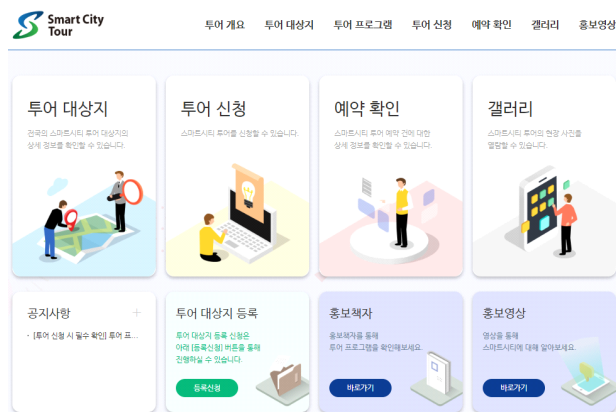 Smart City
Tour
투어 개요 투어 대상지 투어 프로그램 투어 신청 예약 확인 갤러리 홍보영상
투어 대상지
전국의 스마트시티 투어 대상지의
상세 정보를 확인할 수 있습니다.
투어 신청
스마트시티 투어를 신청할 수 있습니다.
예약 확인
스마트시티 투어 예약 건에 대한
상세 정보를 확인할 수 있습니다.
갤러리
스마트시티 투어의 현장 사진을
열람할 수 있습니다.
공지사항 +
· [투어 신청 시 필수 확인] 투어 프...
투어 대상지 등록
투어 대상지 등록 신청은
아래 [등록신청] 버튼을 통해
진행하실 수 있습니다.
등록신청
홍보책자
홍보책자를 통해
투어 프로그램을 확인해보세요.
바로가기
홍보영상
영상을 통해
스마트시티에 대해 알아보세요.
바로가기